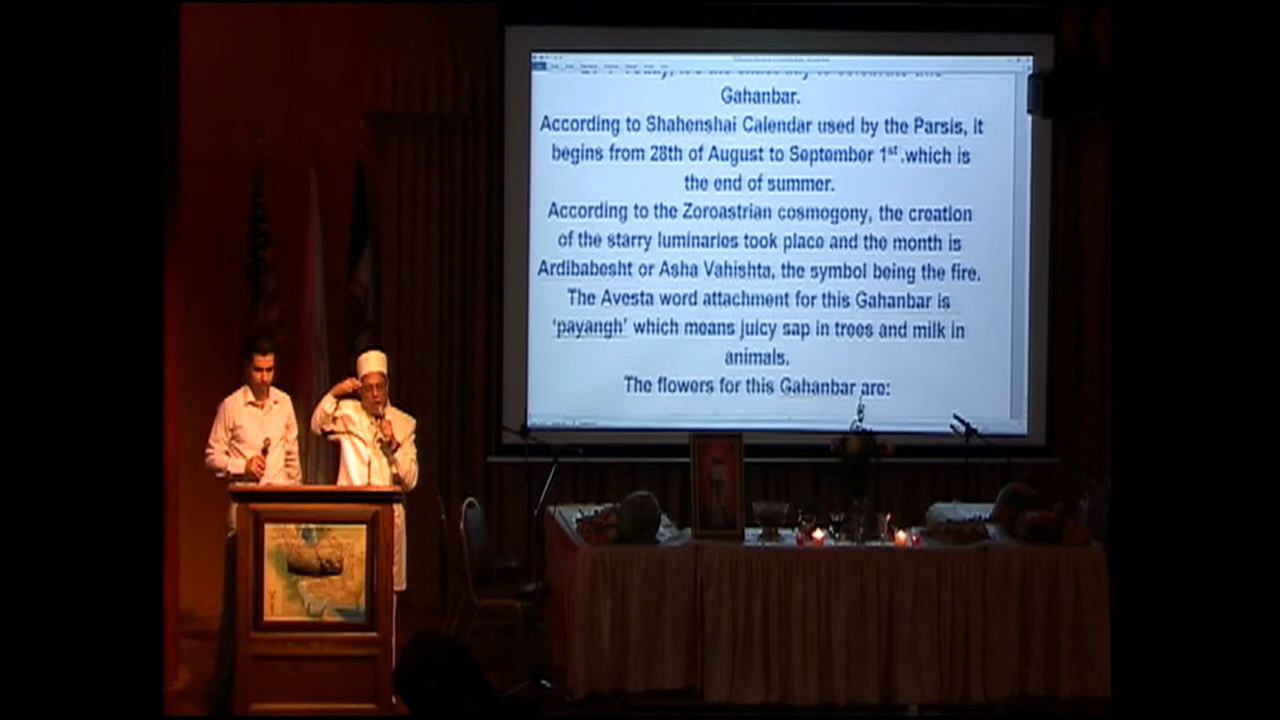 Gahanbar.
According to Shahenshai Calendar used by the Parsis, it
begins from 28th of August to September 1st .which is
the end of summer.
According to the Zoroastrian cosmogony, the creation
of the starry luminaries took place and the month is
Ardibabesht or Asha Vahishta, the symbol being the fire.
The Avesta word attachment for this Gahanbar is
‘payangh’ which means juicy sap in trees and milk in
animals.
The flowers for this Gahanbar are: